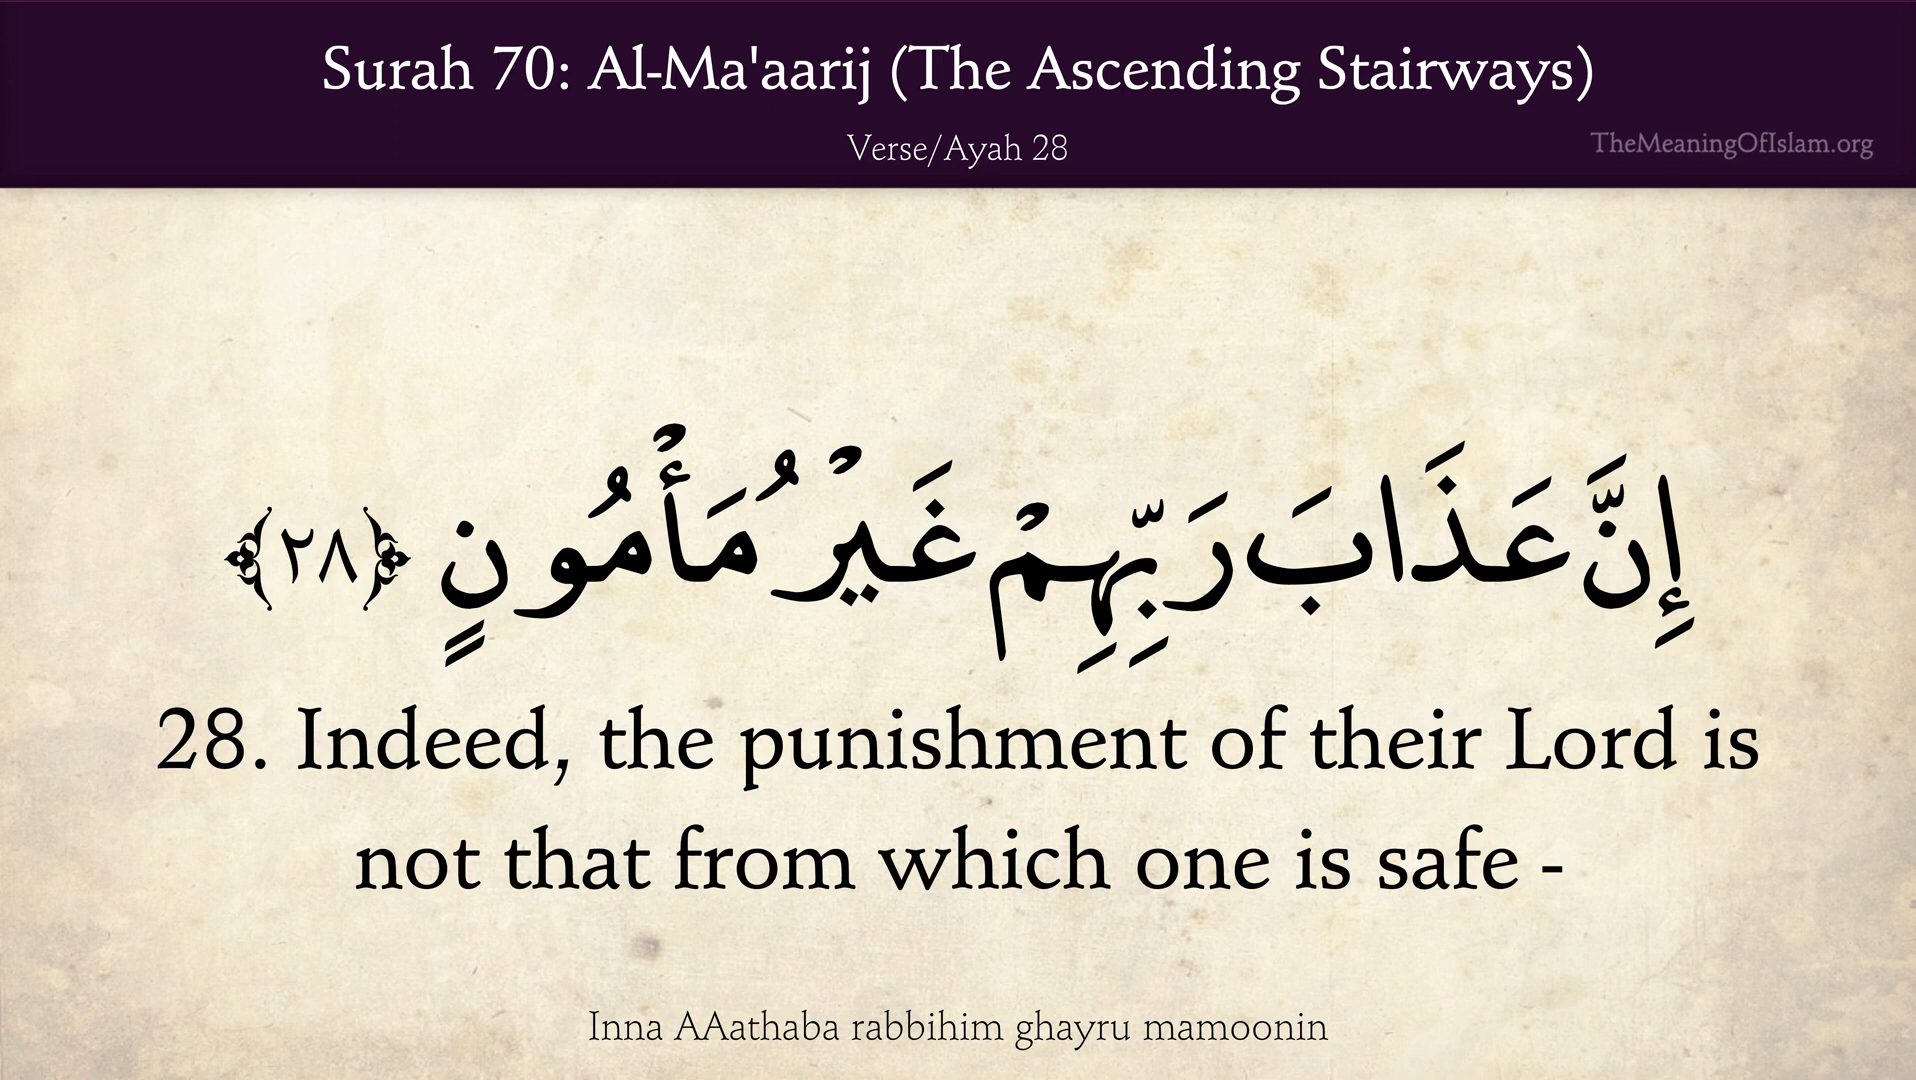 Surah 70: Al-Ma'aarij (The Ascending Stairways)
Verse/Ayah 28
TheMeaningOfIslam.org
إِنَّ عَذَابَ رَبِّهِمْ غَيْرُ مَأْمُونٍ ﴿٢٨﴾
28. Indeed, the punishment of their Lord is
not that from which one is safe -
Inna AAathaba rabbihim ghayru mamoonin